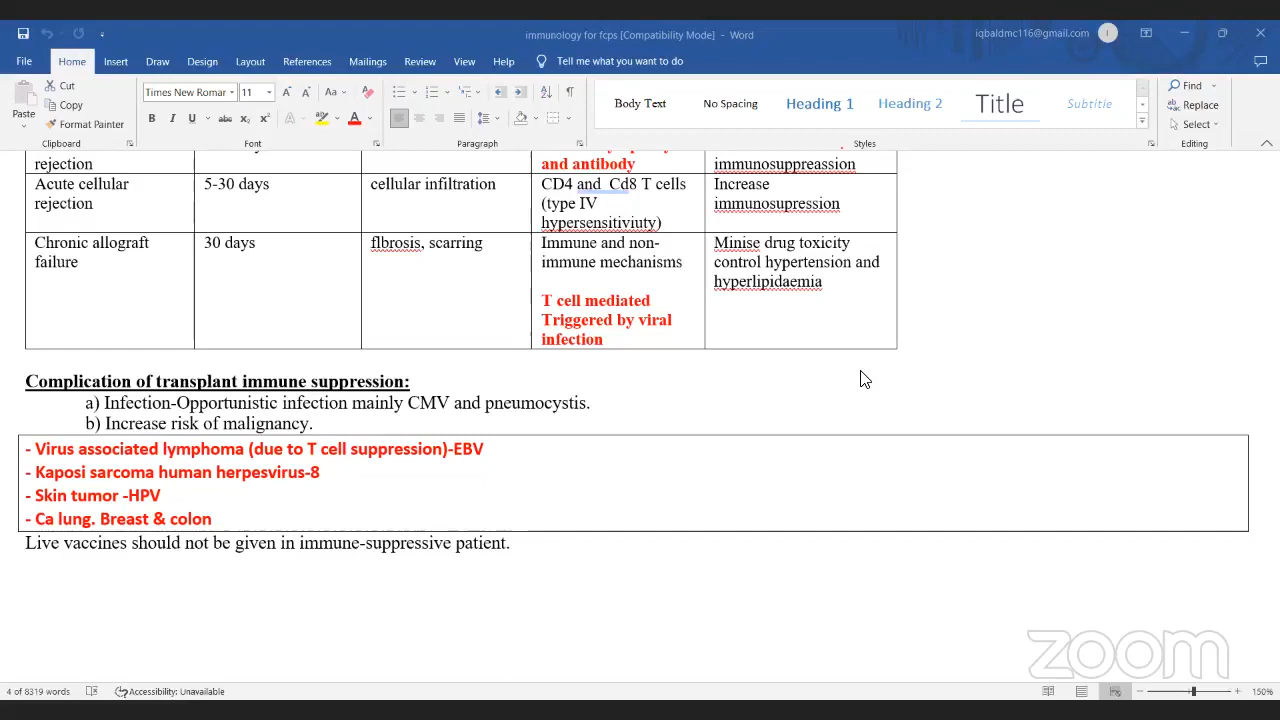 immunology for fcps [Compatibility Mode] - Word
iqbaldmc116@gmail.com
I
File Home Insert Draw Design Layout References Mailings Review View Help Tell me what you want to do
Paste
Cut
Copy
Format Painter
Clipboard
Times New Romar 11
Font
Paragraph
Body Text
No Spacing
Heading 1
Heading 2
Title
Subtitle
Styles
Find
Replace
Select
Editing
rejection
and antibody
immunosuppreassion
Acute cellular
rejection
5-30 days
cellular infiltration
CD4 and Cd8 T cells
(type IV
hypersensitiviuty)
Increase
immunosupression
Chronic allograft
failure
30 days
flbrosis, scarring
Immune and non-
immune mechanisms
T cell mediated
Triggered by viral
infection
Minise drug toxicity
control hypertension and
hyperlipidaemia
Complication of transplant immune suppression:
a) Infection-Opportunistic infection mainly CMV and pneumocystis.
b) Increase risk of malignancy.
- Virus associated lymphoma (due to T cell suppression)-EBV
- Kaposi sarcoma human herpesvirus-8
- Skin tumor -HPV
- Ca lung. Breast & colon
Live vaccines should not be given in immune-suppressive patient.
zoom
4 of 8319 words
Accessibility: Unavailable
150%